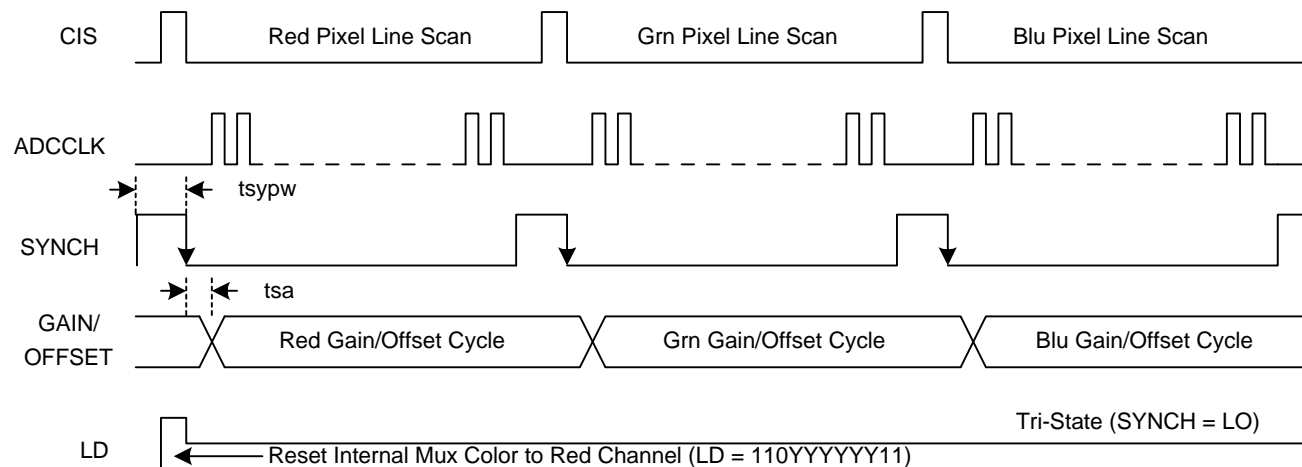 CIS
Red Pixel Line Scan
Grn Pixel Line Scan
Blu Pixel Line Scan
ADCCLK
tsypw
SYNCH
tsa
GAIN/
OFFSET
Red Gain/Offset Cycle
Grn Gain/Offset Cycle
Blu Gain/Offset Cycle
Tri-State (SYNCH = LO)
LD
Reset Internal Mux Color to Red Channel (LD = 110YYYYYY11)